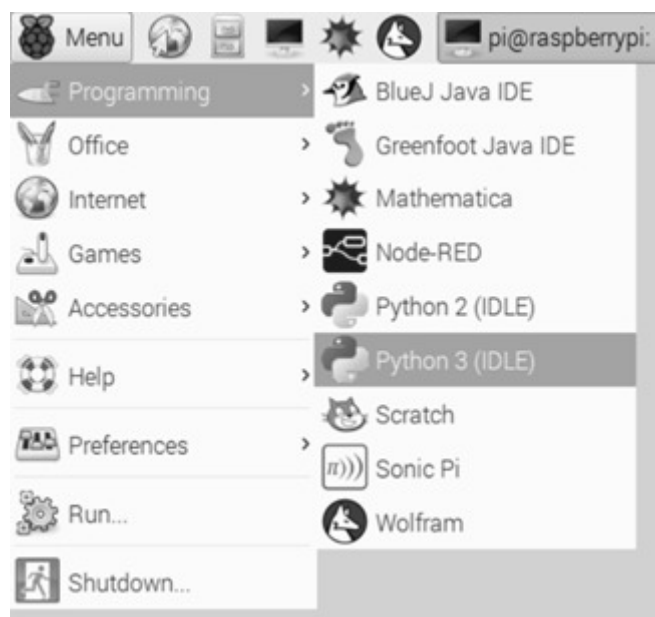 Menu
pi@raspberrypi:
Programming
Office
Internet
Games
Accessories
Help
Preferences
Run...
Shutdown...
BlueJ Java IDE
Greenfoot Java IDE
Mathematica
Node-RED
Python 2 (IDLE)
Python 3 (IDLE)
Scratch
π)))
Sonic Pi
Wolfram